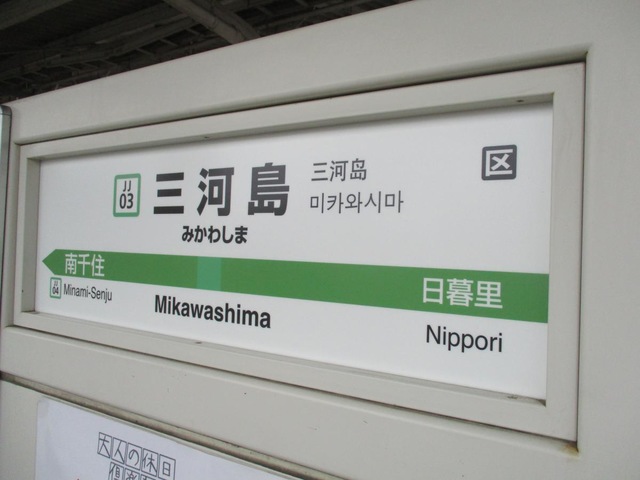 JJ
03
三河島
三河岛
미카와시마
区
みかわしま
南千住
日暮里
JJ
04
Minami-Senju
Mikawashima
Nippori
大人の休日